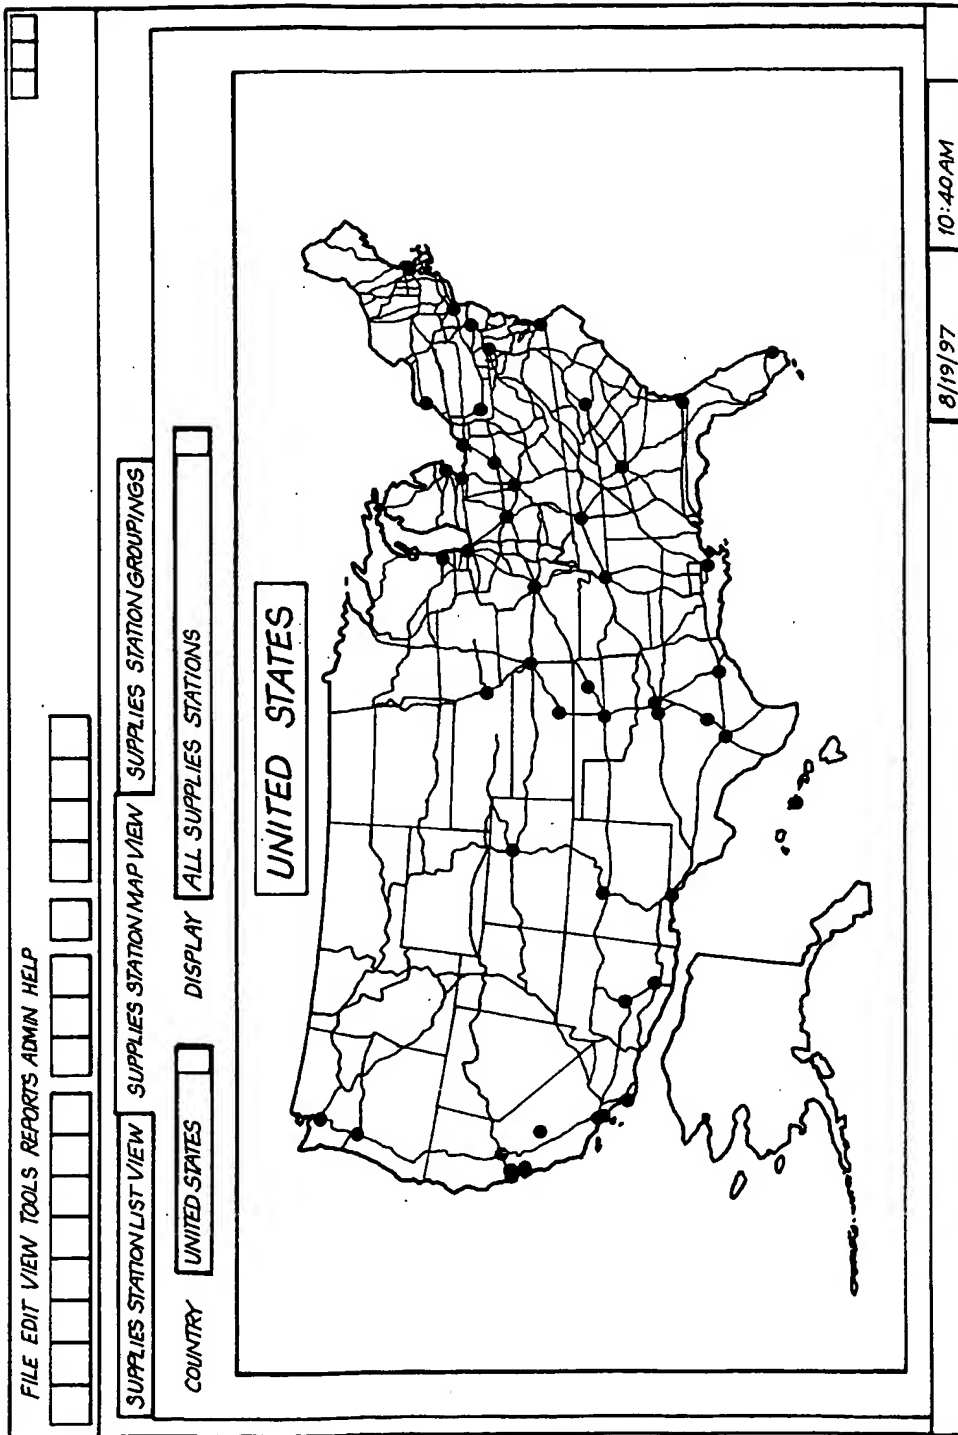 FILE EDIT VIEW TOOLS REPORTS ADMIN HELP
SUPPLIES STATION LIST VIEW SUPPLIES STATION MAP VIEW SUPPLIES STATION GROUPINGS
COUNTRY UNITED STATES DISPLAY ALL SUPPLIES STATIONS
UNITED STATES
8/19/97 10:40AM